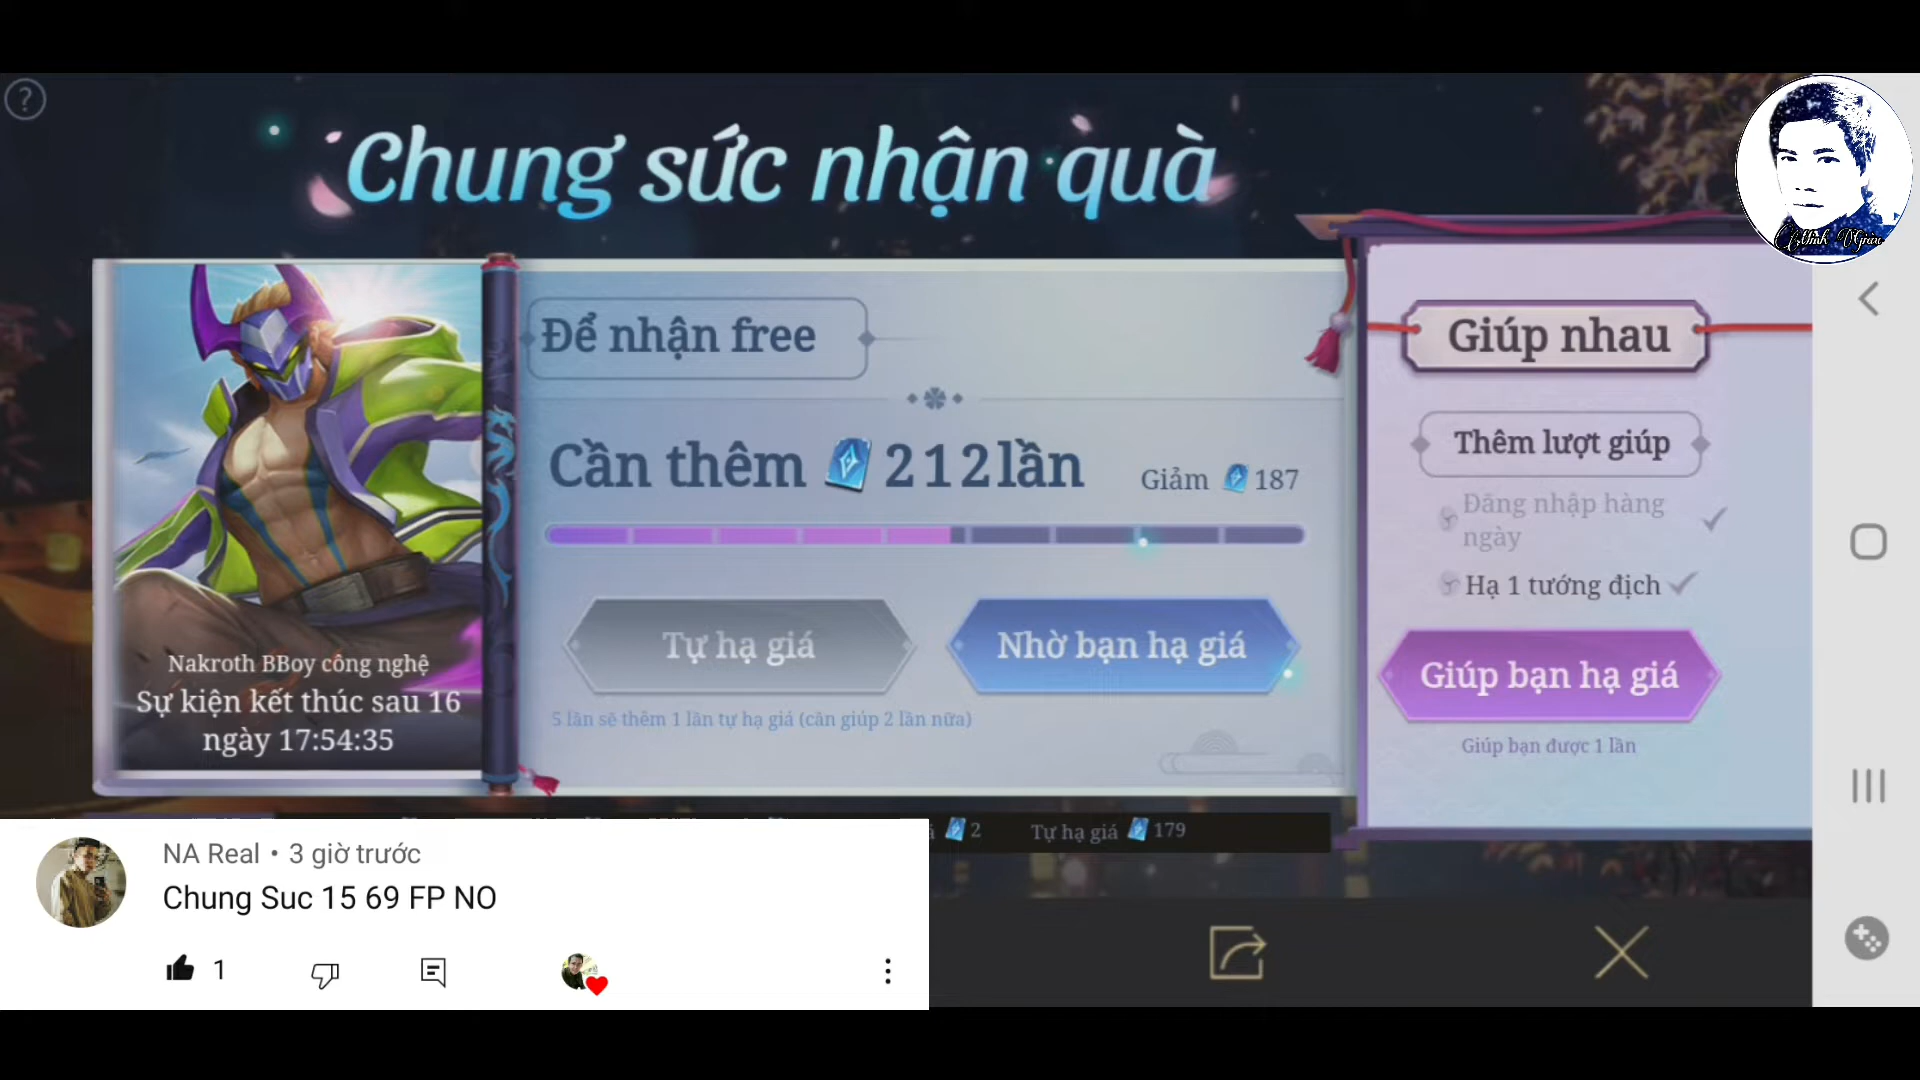 ?
Chung sức nhận quà
Minh Giàu
Để nhận free
Cần thêm 212lần
Giảm 187
Tự hạ giá
Nhờ bạn hạ giá
5 lần sẽ thêm 1 lần tự hạ giá (cần giúp 2 lần nữa)
Nakroth BBoy công nghệ
Sự kiện kết thúc sau 16
ngày 17:54:35
Giúp nhau
Thêm lượt giúp
Đăng nhập hàng
ngày
Hạ 1 tướng địch
Giúp bạn hạ giá
Giúp bạn được 1 lần
2
Tự hạ giá 179
NA Real • 3 giờ trước
Chung Suc 15 69 FP NO
1